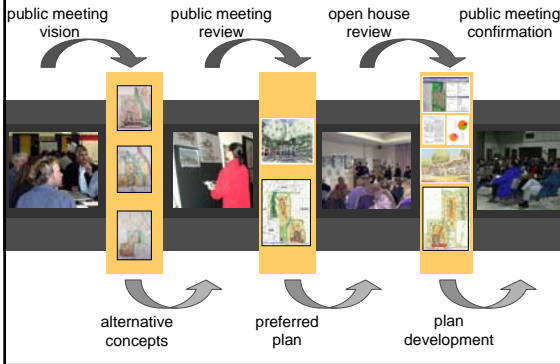 public meeting
vision
public meeting
review
open house
review
public meeting
confirmation
alternative
concepts
preferred
plan
plan
development